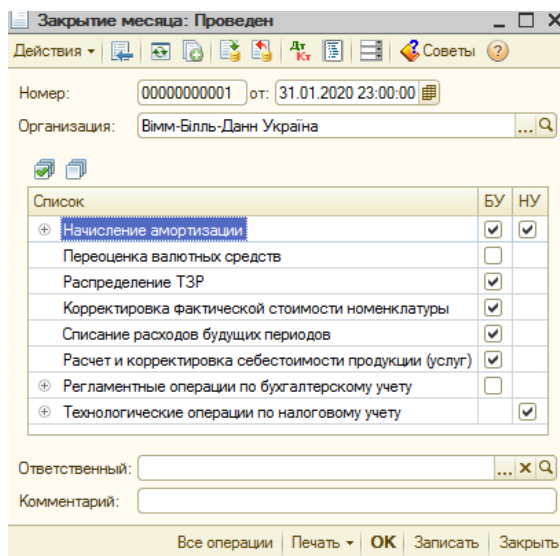 Закрытие месяца: Проведен
Действия Дт Кт Советы
Номер: 00000000001 от: 31.01.2020 23:00:00
Организация: Вімм-Білль-Данн Україна ...
Список БУ НУ
Начисление амортизации
Переоценка валютных средств
Распределение ТЗР
Корректировка фактической стоимости номенклатуры
Списание расходов будущих периодов
Расчет и корректировка себестоимости продукции (услуг)
Регламентные операции по бухгалтерскому учету
Технологические операции по налоговому учету
Ответственный: ...
Комментарий:
Все операции Печать OK Записать Закрыть